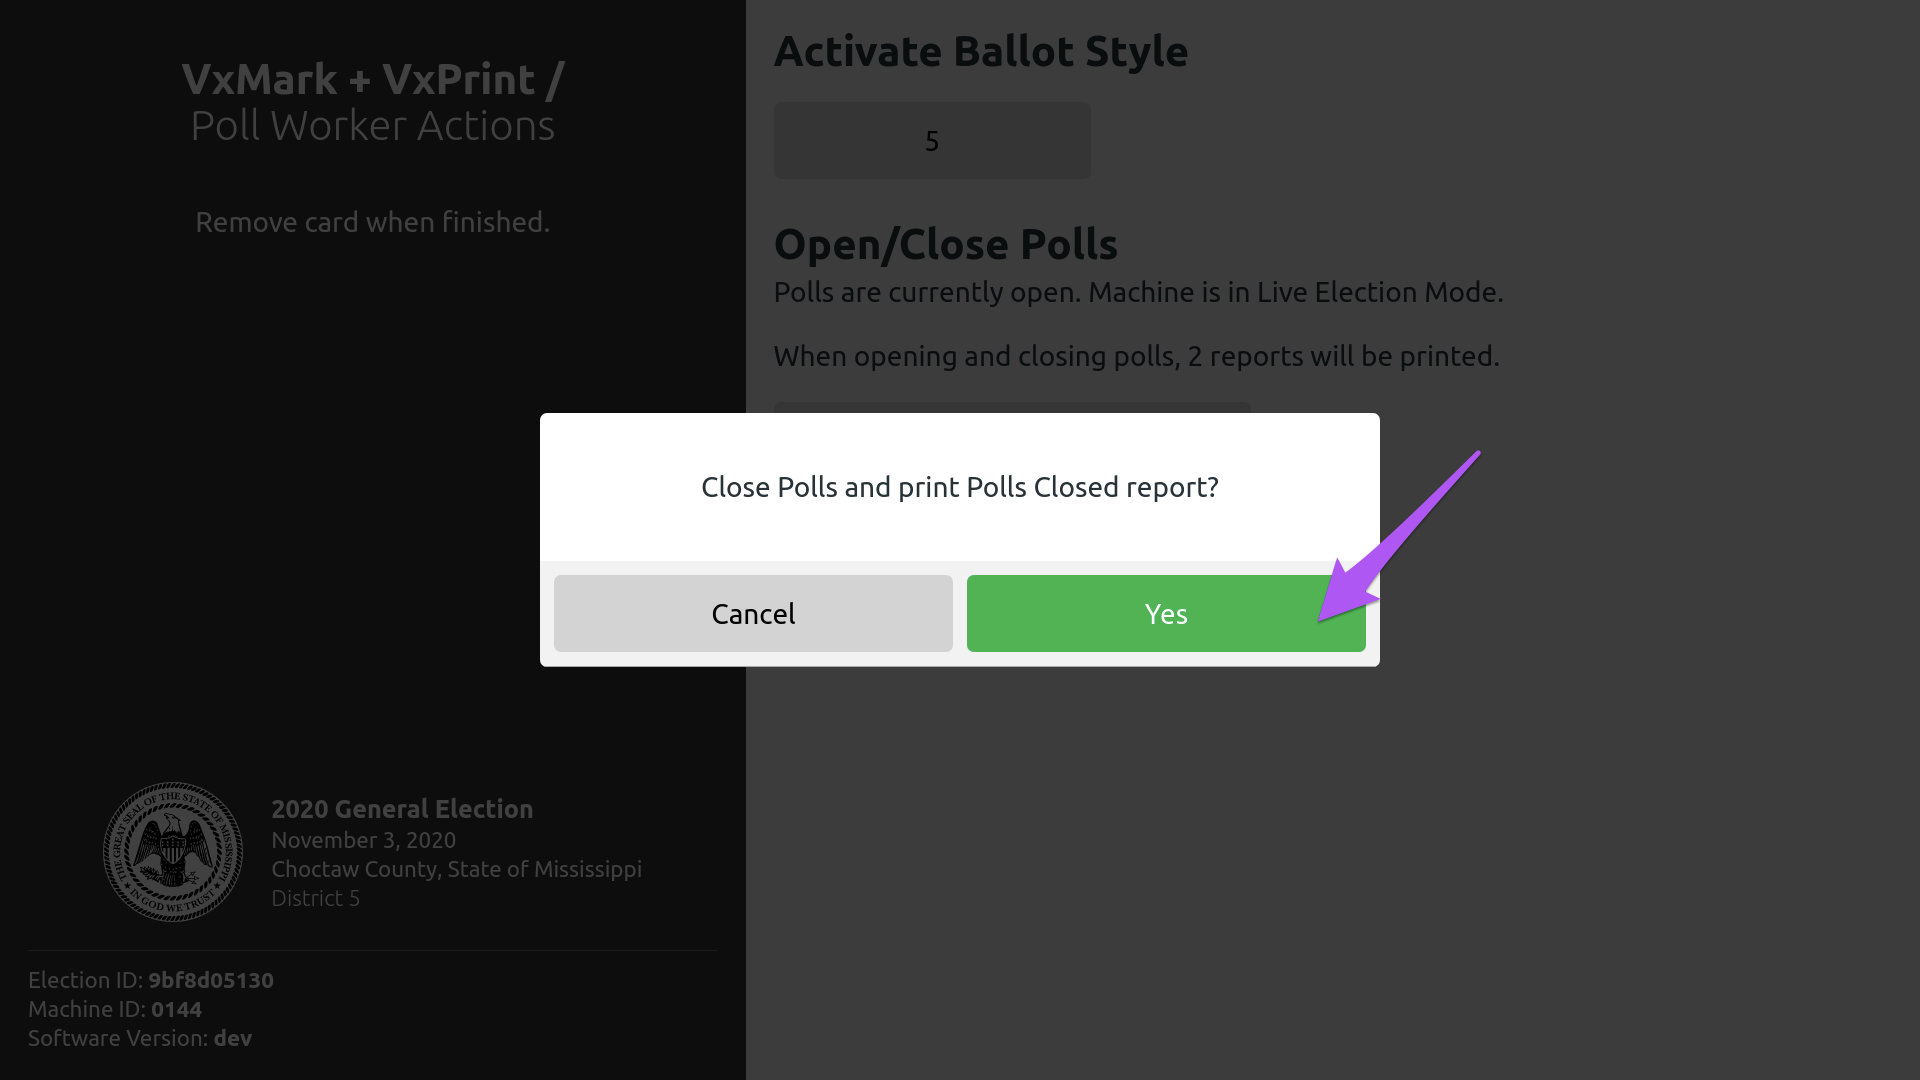 VxMark + VxPrint /
Poll Worker Actions
Remove card when finished.
Activate Ballot Style
5
Open/Close Polls
Polls are currently open. Machine is in Live Election Mode.
When opening and closing polls, 2 reports will be printed.
Close Polls and print Polls Closed report?
Cancel
Yes
THE GREAT SEAL OF THE STATE OF MISSISSIPPI
IN GOD WE TRUST
2020 General Election
November 3, 2020
Choctaw County, State of Mississippi
District 5
Election ID: 9bf8d05130
Machine ID: 0144
Software Version: dev